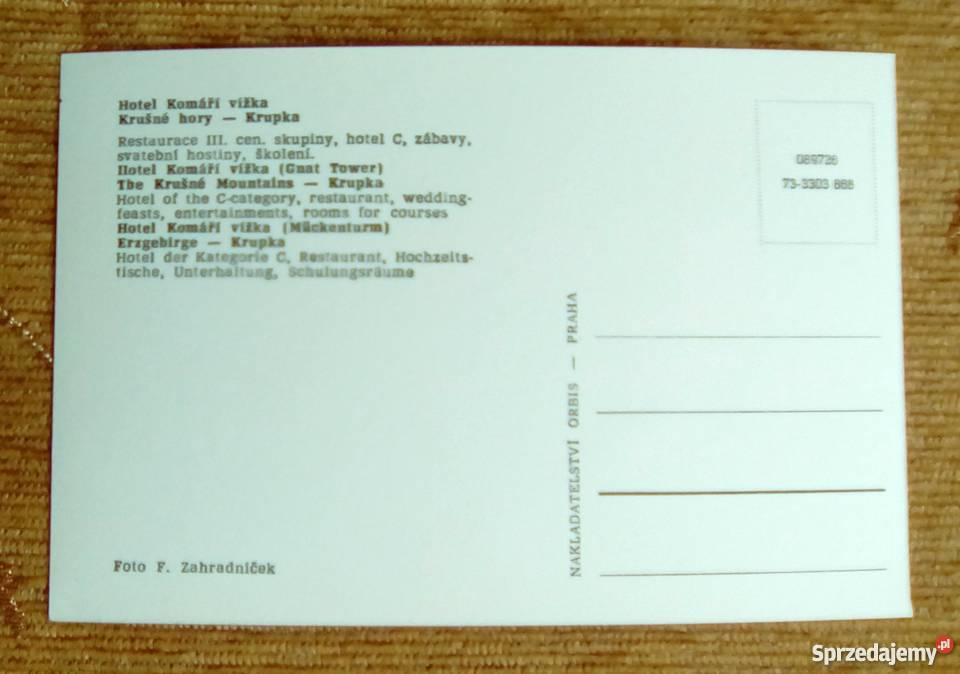 Hotel Komáří vížka
Krušné hory — Krupka
Restaurace III. cen. skupiny, hotel C, zábavy,
svatební hostiny, školení.
Hotel Komáří vížka (Gnat Tower)
The Krušné Mountains — Krupka
Hotel of the C-category, restaurant, wedding-
feasts, entertainments, rooms for courses
Hotel Komáří vížka (Mückenturm)
Erzgebirge — Krupka
Hotel der Kategorie C, Restaurant, Hochzeits-
tische, Unterhaltung, Schulungsräume
Foto F. Zahradníček
NAKLADATELSTVÍ ORBIS — PRAHA
089726
73-3303 888
Sprzedajemy.pl